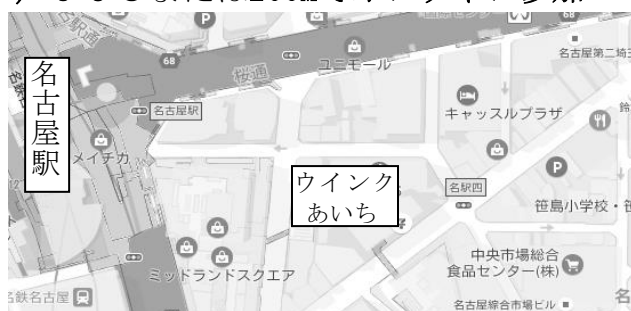 68
P
桜通
ユニモール
名古屋第二埼玉
名古屋駅
名古屋駅
キャッスルプラザ
メイチカ
ウインク
あいち
名駅四
P
笹島小学校・笹
中央市場総合
食品センター(株)
ミッドランドスクエア
名鉄名古屋
68
名古屋綜合市場ビル
名